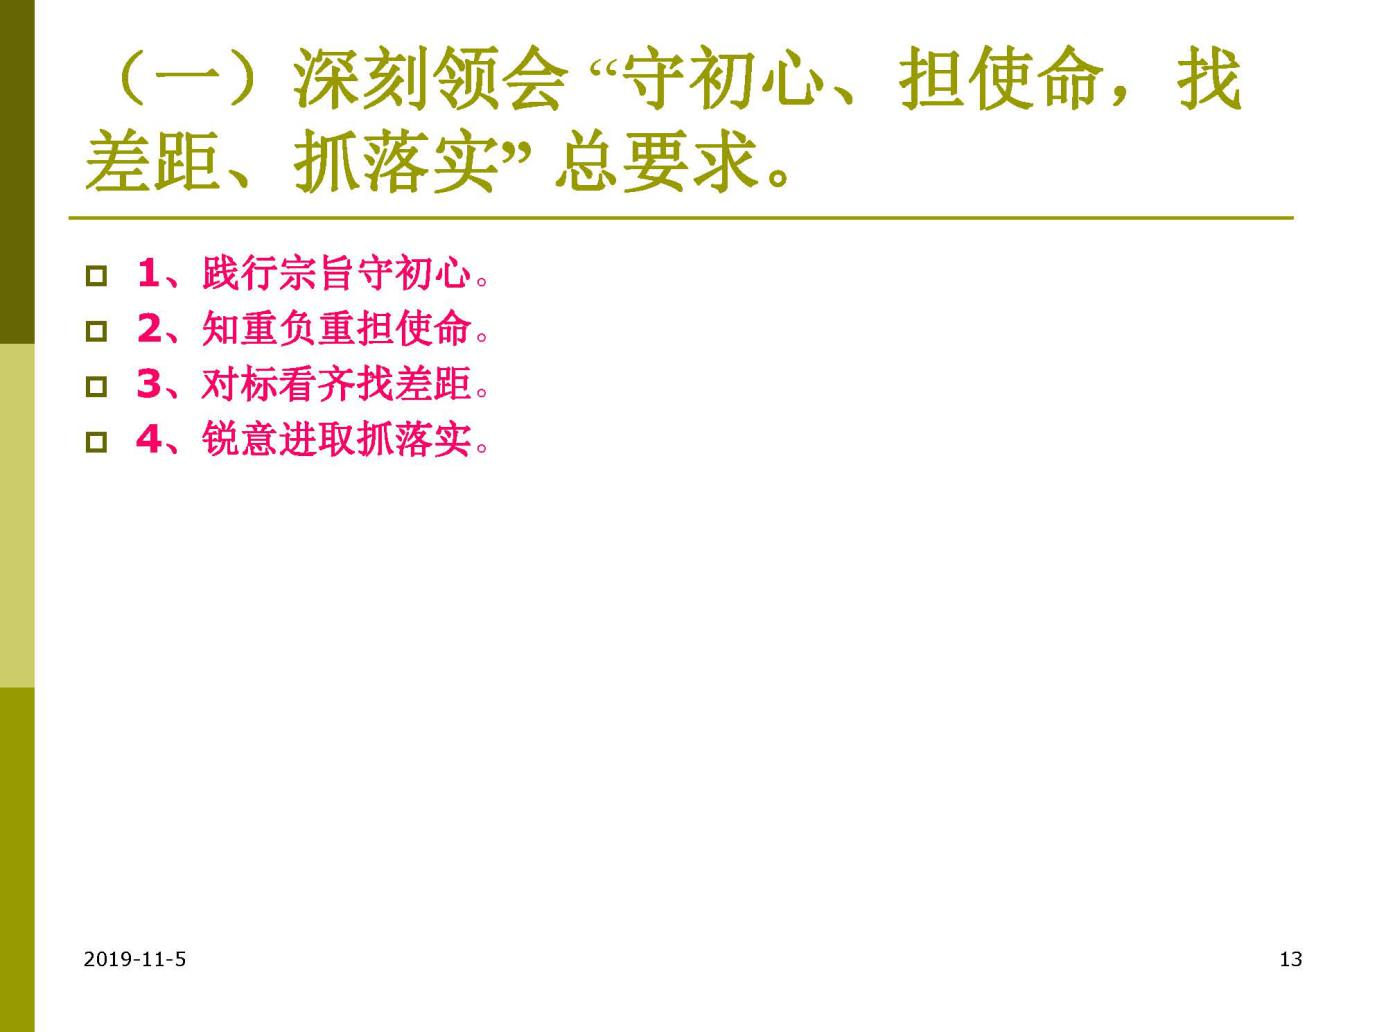 （一）深刻领会 “守初心、担使命，找
差距、抓落实” 总要求。
1、践行宗旨守初心。
2、知重负重担使命。
3、对标看齐找差距。
4、锐意进取抓落实。
2019-11-5
13